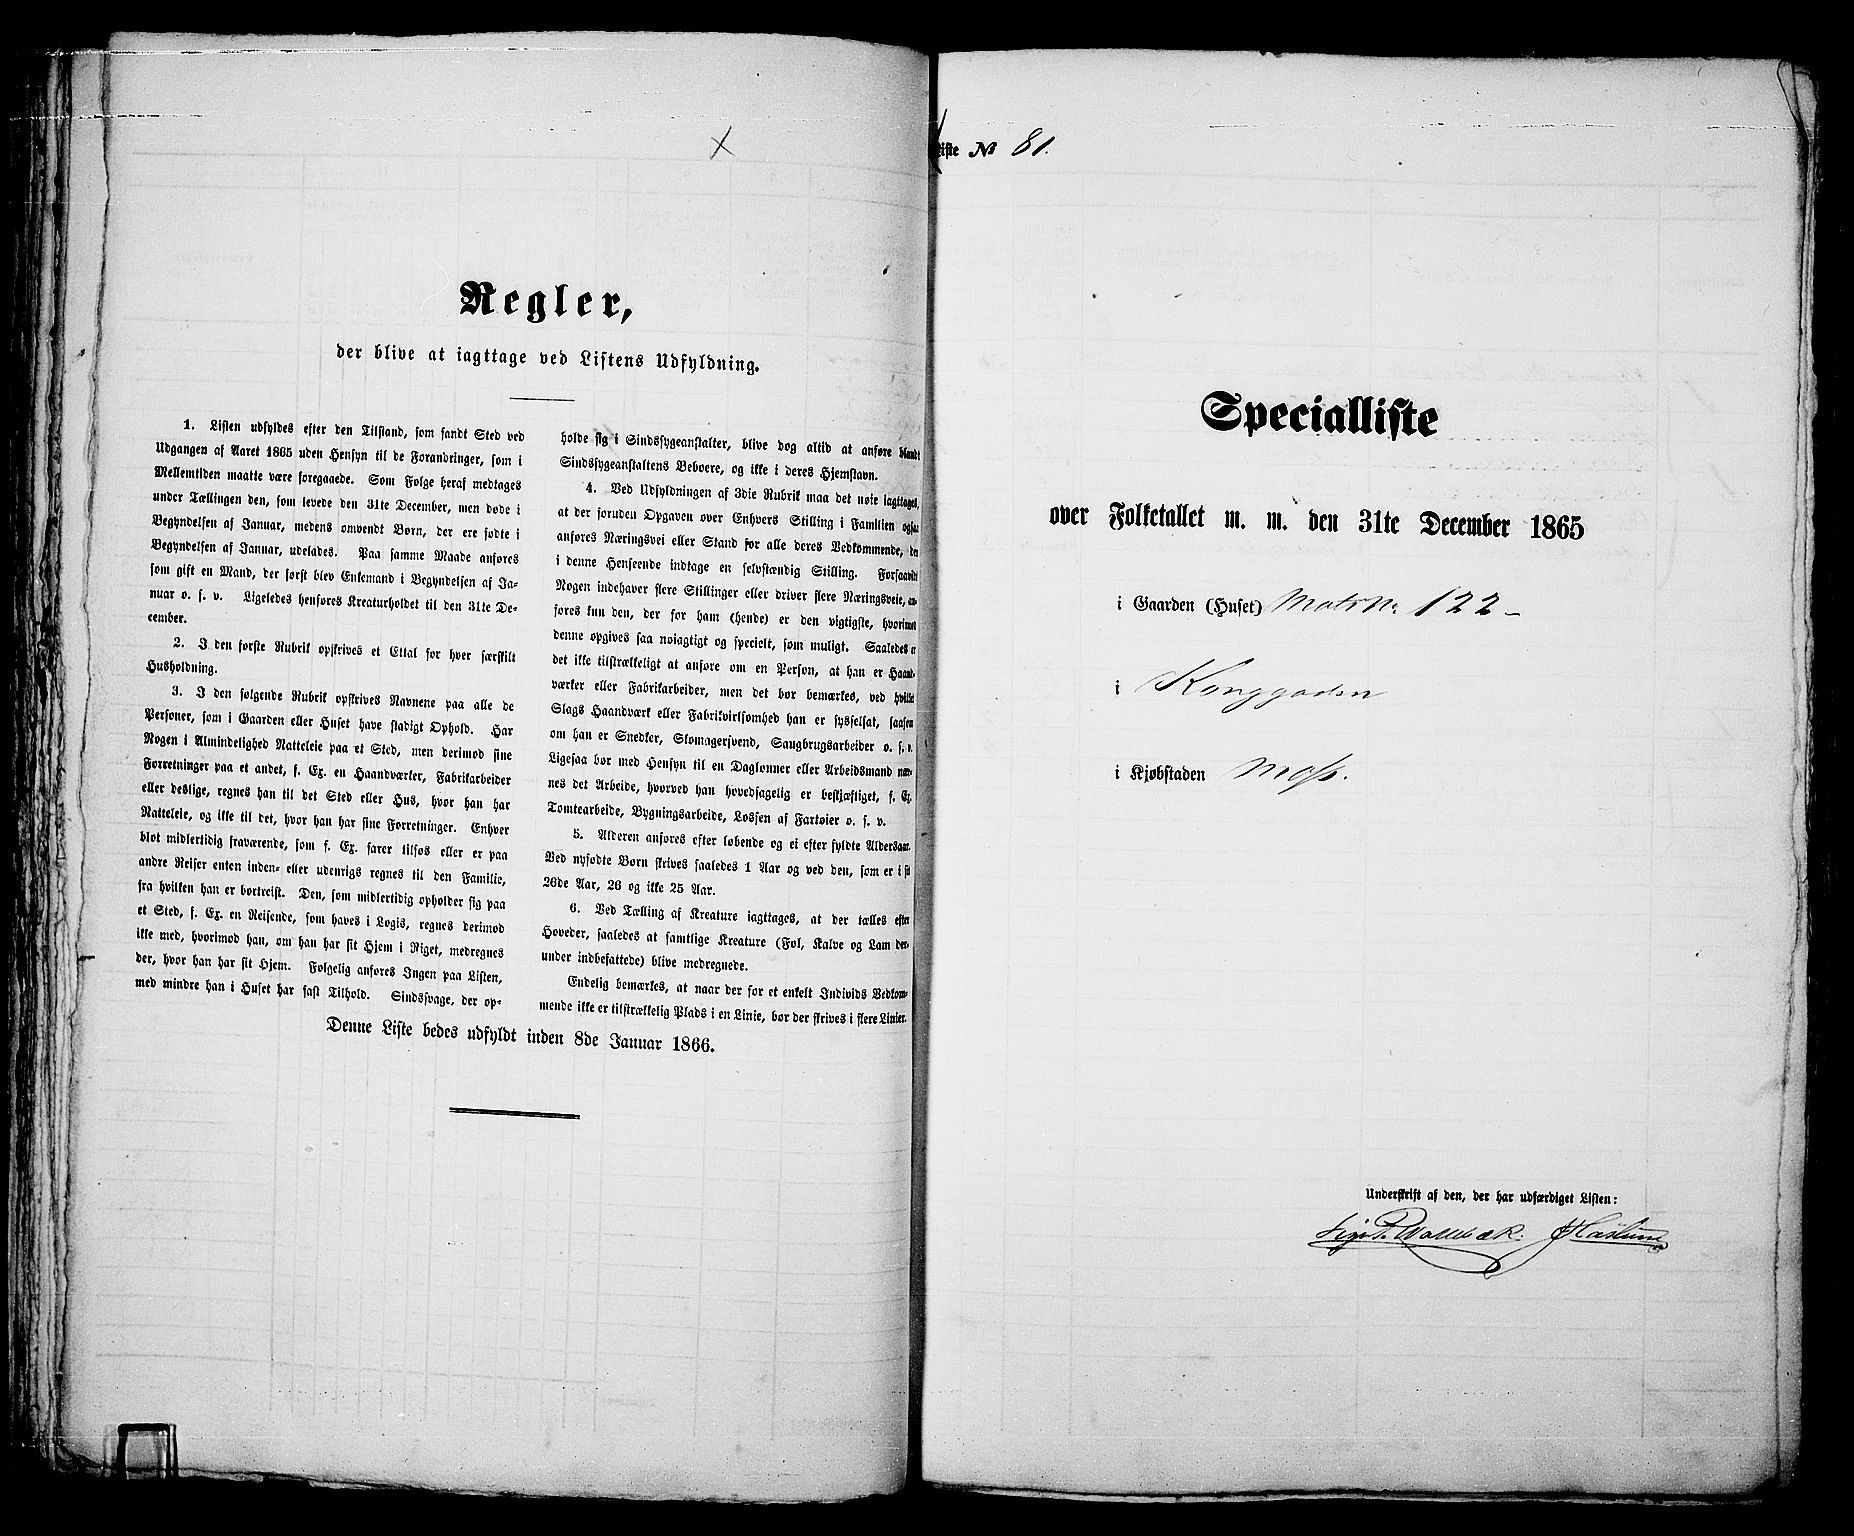 Regler,
der blive at iagttage ved Listens Udfyldning.
1. Listen udfyldes efter den Tilstand, som fandt Sted ved
Udgangen af Aaret 1865 uden Hensyn til de Forandringer, som i
Mellemtiden maatte være foregaaede. Som Følge heraf medtages
under Tællingen den, som levede den 31te December, men døde i
Begyndelsen af Januar, medens omvendt Børn, der ere fødte i
Begyndelsen af Januar, udelades. Paa samme Maade anføres
som gift en Mand, der først blev Enkemand i Begyndelsen af Ja-
nuar o. s. v. Ligeledes henføres Kreaturholdet til den 31te De-
cember.
2. I den første Rubrik opskrives et Ettal for hver særskilt
Husholdning.
3. I den følgende Rubrik opskrives Navnene paa alle de
Personer, som i Gaarden eller Huset have stadigt Ophold. Har
Nogen i Almindelighed Natteleie paa et Sted, men derimod sine
Forretninger paa et andet, f. Ex. en Haandværker, Fabrikarbeider
eller deslige, regnes han til det Sted eller Hus, hvor han har
Natteleie, og ikke til det, hvor han har sine Forretninger. Enhver
blot midlertidig fraværende, som f. Ex. farer tilsøs eller er paa
andre Reiser enten inden- eller udenrigs regnes til den Familie,
fra hvilken han er bortreist. Den, som midlertidig opholder sig paa
et Sted, f. Ex. en Reisende, som haves i Logis, regnes derimod
ikke med, hvorimod han, om han har sit Hjem i Riget, medregnes
der, hvor han har sit Hjem. Følgelig anføres Ingen paa Listen,
med mindre han i Huset har fast Tilhold. Sindssvage, der op-
holde sig i Sindssygeanstalter, blive dog altid at anføre blandt
Sindssygeanstaltens Beboere, og ikke i deres Hjemstavn.
4. Ved Udfyldningen af 3die Rubrik maa det nøie iagttages,
at der foruden Opgaven over Enhvers Stilling i Familien ogsaa
anføres Næringsvei eller Stand for alle deres Vedkommende, der
i denne Henseende indtage en selvstændig Stilling. Forsaavidt
Nogen indehaver flere Stillinger eller driver flere Næringsveie, an-
føres kun den, der for ham (hende) er den vigtigste, hvorimod
denne opgives saa nøiagtigt og specielt, som muligt. Saaledes er
det ikke tilstrækkeligt at anføre om en Person, at han er Haand-
værker eller Fabrikarbeider, men det bør bemærkes, ved hvilket
Slags Haandværk eller Fabrikvirksomhed han er sysselsat, saasom
om han er Snedker, Skomagersvend, Saugbrugsarbeider o. s. v.
Ligesaa bør med Hensyn til en Dagløner eller Arbeidsmand næv-
nes det Arbeide, hvorved han hovedsagelig er beskjæftiget, f. Ex.
Tomtearbeide, Bygningsarbeide, Lossen af Fartøier o. s. v.
5. Alderen anføres efter løbende og ei efter fyldte Aldersaar.
Ved nyfødte Børn skrives saaledes 1 Aar og ved den, som er i sit
26de Aar, 26 og ikke 25 Aar.
6. Ved Tælling af Kreature iagttages, at der tælles efter
Hoveder, saaledes at samtlige Kreature (Føl, Kalve og Lam der-
under indbefattede) blive medregnede.
Endelig bemærkes, at naar der for et enkelt Individs Vedkom-
mende ikke er tilstrækkelig Plads i en Linie, bør der skrives i flere Linier.
Denne Liste bedes udfyldt inden 8de Januar 1866.
Liste № 81.
Specialliste
over Folketallet m. m. den 31te December 1865
i Gaarden (Huset) Matr No 122
i Konggaden
i Kjøbstaden Moss.
Underskrift af den, der har udfærdiget Listen:
Haslund